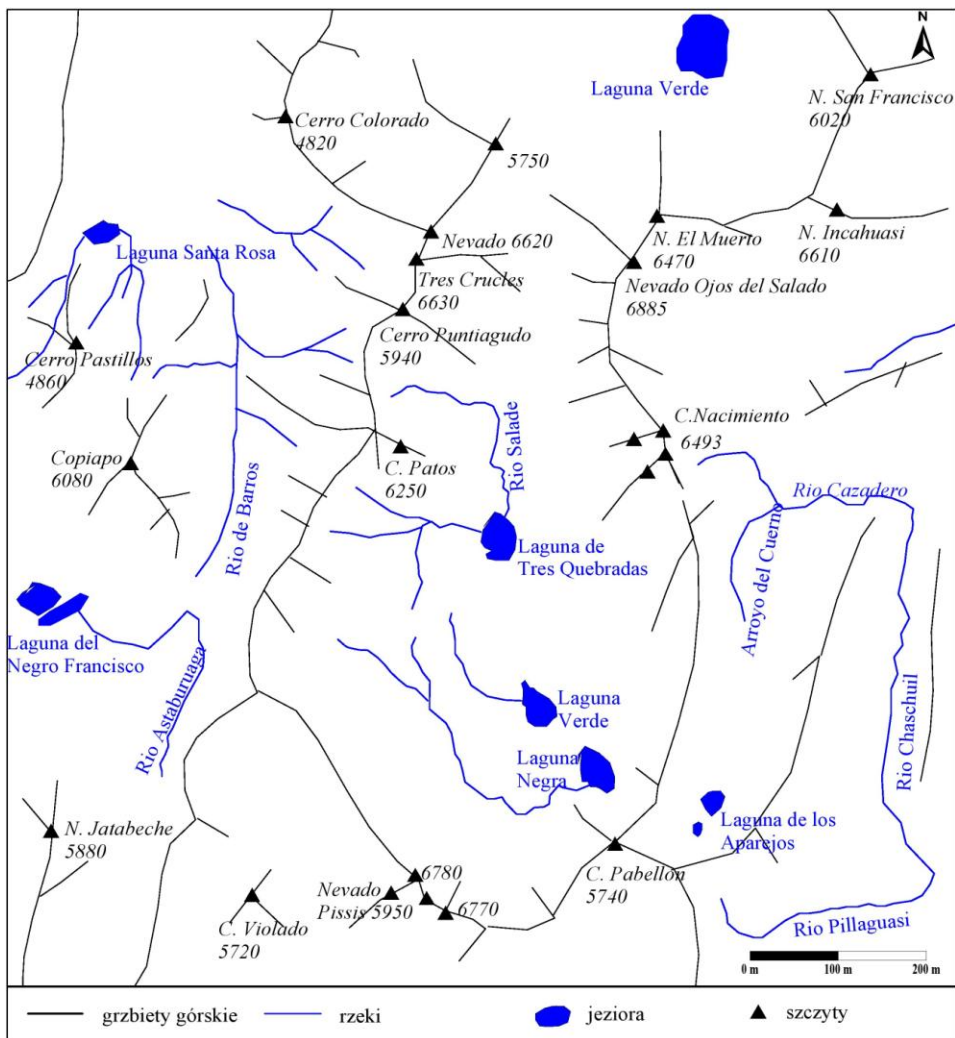 N
Laguna Verde
N. San Francisco
6020
Cerro Colorado
4820
5750
Laguna Santa Rosa
Nevado 6620
Tres Crucles
6630
N. El Muerto
6470
N. Incahuasi
6610
Nevado Ojos del Salado
6885
Cerro Puntiagudo
5940
Cerro Pastillos
4860
C.Nacimiento
6493
Copiapo
6080
Rio de Barros
C. Patos
6250
Rio Salade
Rio Cazadero
Laguna de
Tres Quebradas
Arroyo del Cuerno
Laguna del
Negro Francisco
Rio Astaburuaga
Laguna
Verde
Rio Chaschuil
Laguna
Negra
N. Jatabeche
5880
Laguna de los
Aparejos
C. Pabellon
5740
6780
Nevado
Pissis 5950
6770
C. Violado
5720
Rio Pillaguasi
0 m 100 m 200 m
grzbiety górskie rzeki jeziora szczyty